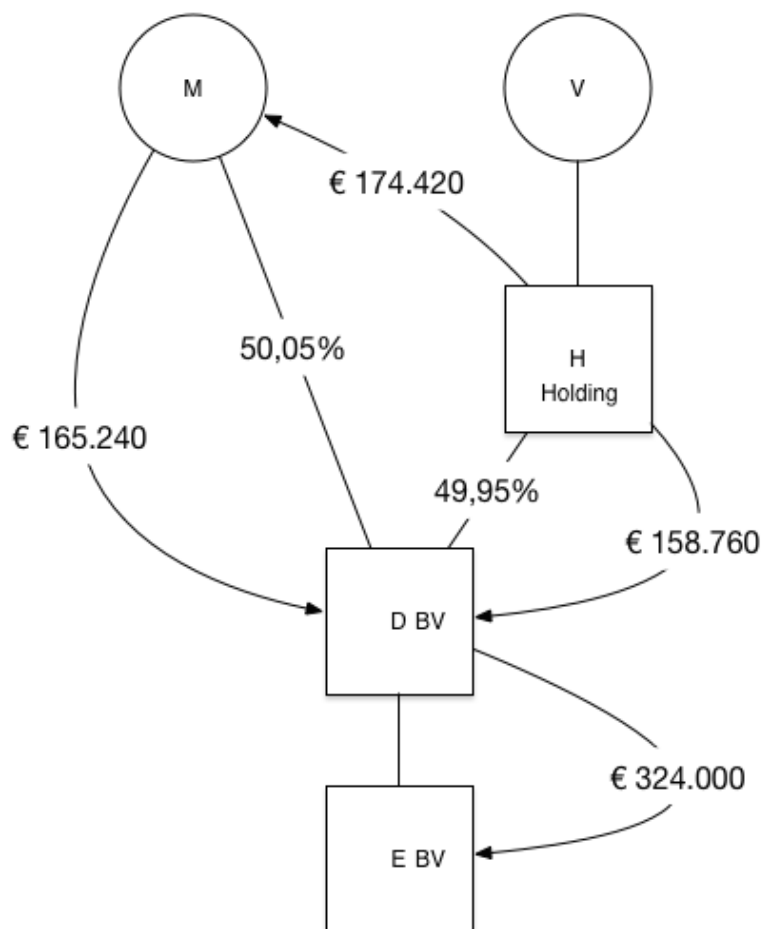 M
V
€ 174.420
50,05%
H
Holding
€ 165.240
49,95%
€ 158.760
D BV
€ 324.000
E BV